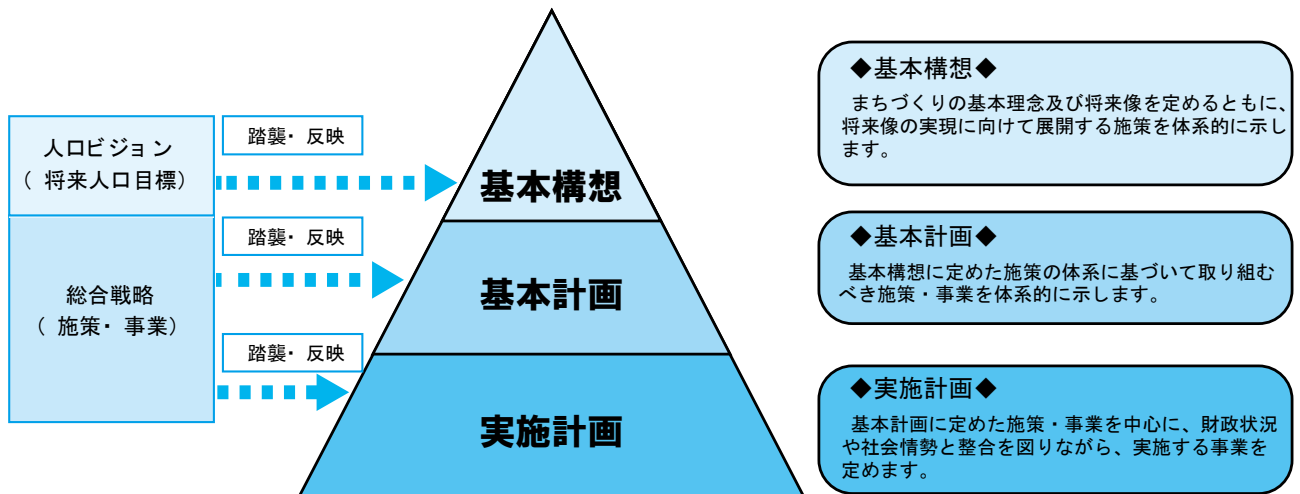 人口ビジョン
（ 将来人口目標）
総合戦略
（ 施策・ 事業）
踏襲・ 反映
踏襲・ 反映
踏襲・ 反映
基本構想
基本計画
実施計画
◆基本構想◆
まちづくりの基本理念及び将来像を定めるともに、
将来像の実現に向けて展開する施策を体系的に示し
ます。
◆基本計画◆
基本構想に定めた施策の体系に基づいて取り組む
べき施策・事業を体系的に示します。
◆実施計画◆
基本計画に定めた施策・事業を中心に、財政状況
や社会情勢と整合を図りながら、実施する事業を
定めます。